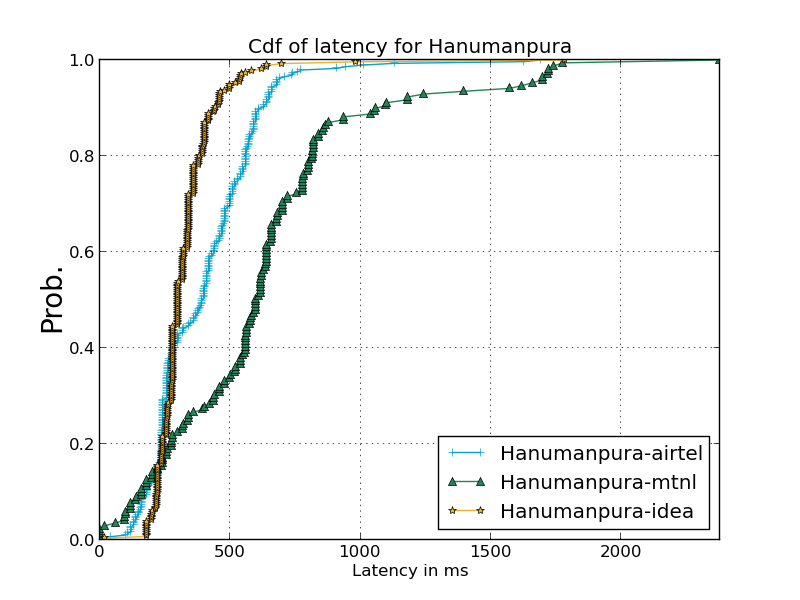 Cdf of latency for Hanumanpura
1.0
0.8
0.6
0.4
0.2
0.0
Prob.
Hanumanpura-airtel
Hanumanpura-mtnl
Hanumanpura-idea
0 500 1000 1500 2000
Latency in ms